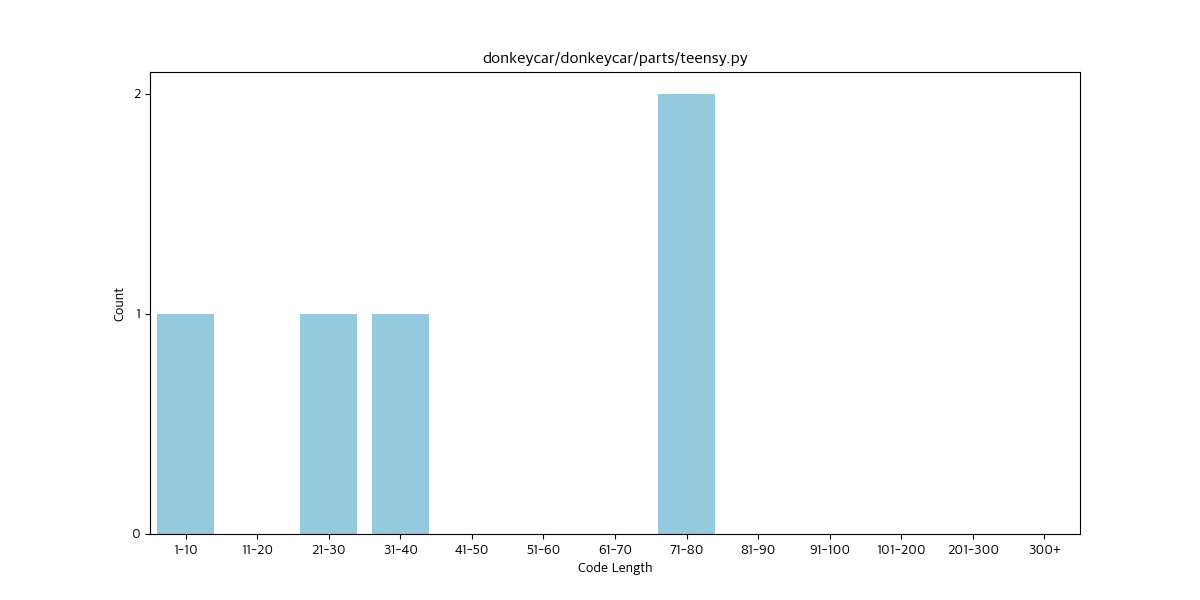 donkeycar/donkeycar/parts/teensy.py
2
1
0
Count
1-10 11-20 21-30 31-40 41-50 51-60 61-70 71-80 81-90 91-100 101-200 201-300 300+
Code Length